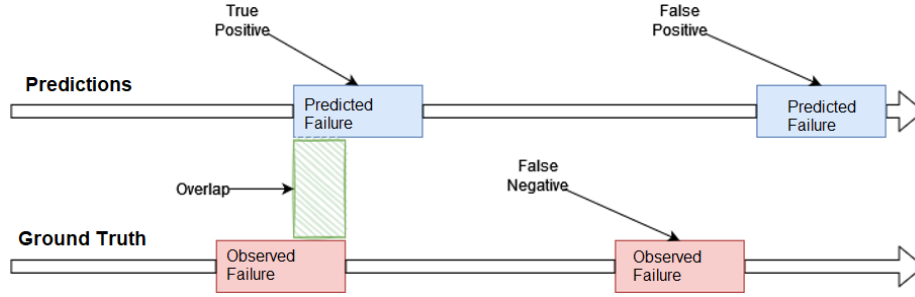 True
Positive
False
Positive
Predictions
Predicted
Failure
Predicted
Failure
Overlap
False
Negative
Ground Truth
Observed
Failure
Observed
Failure